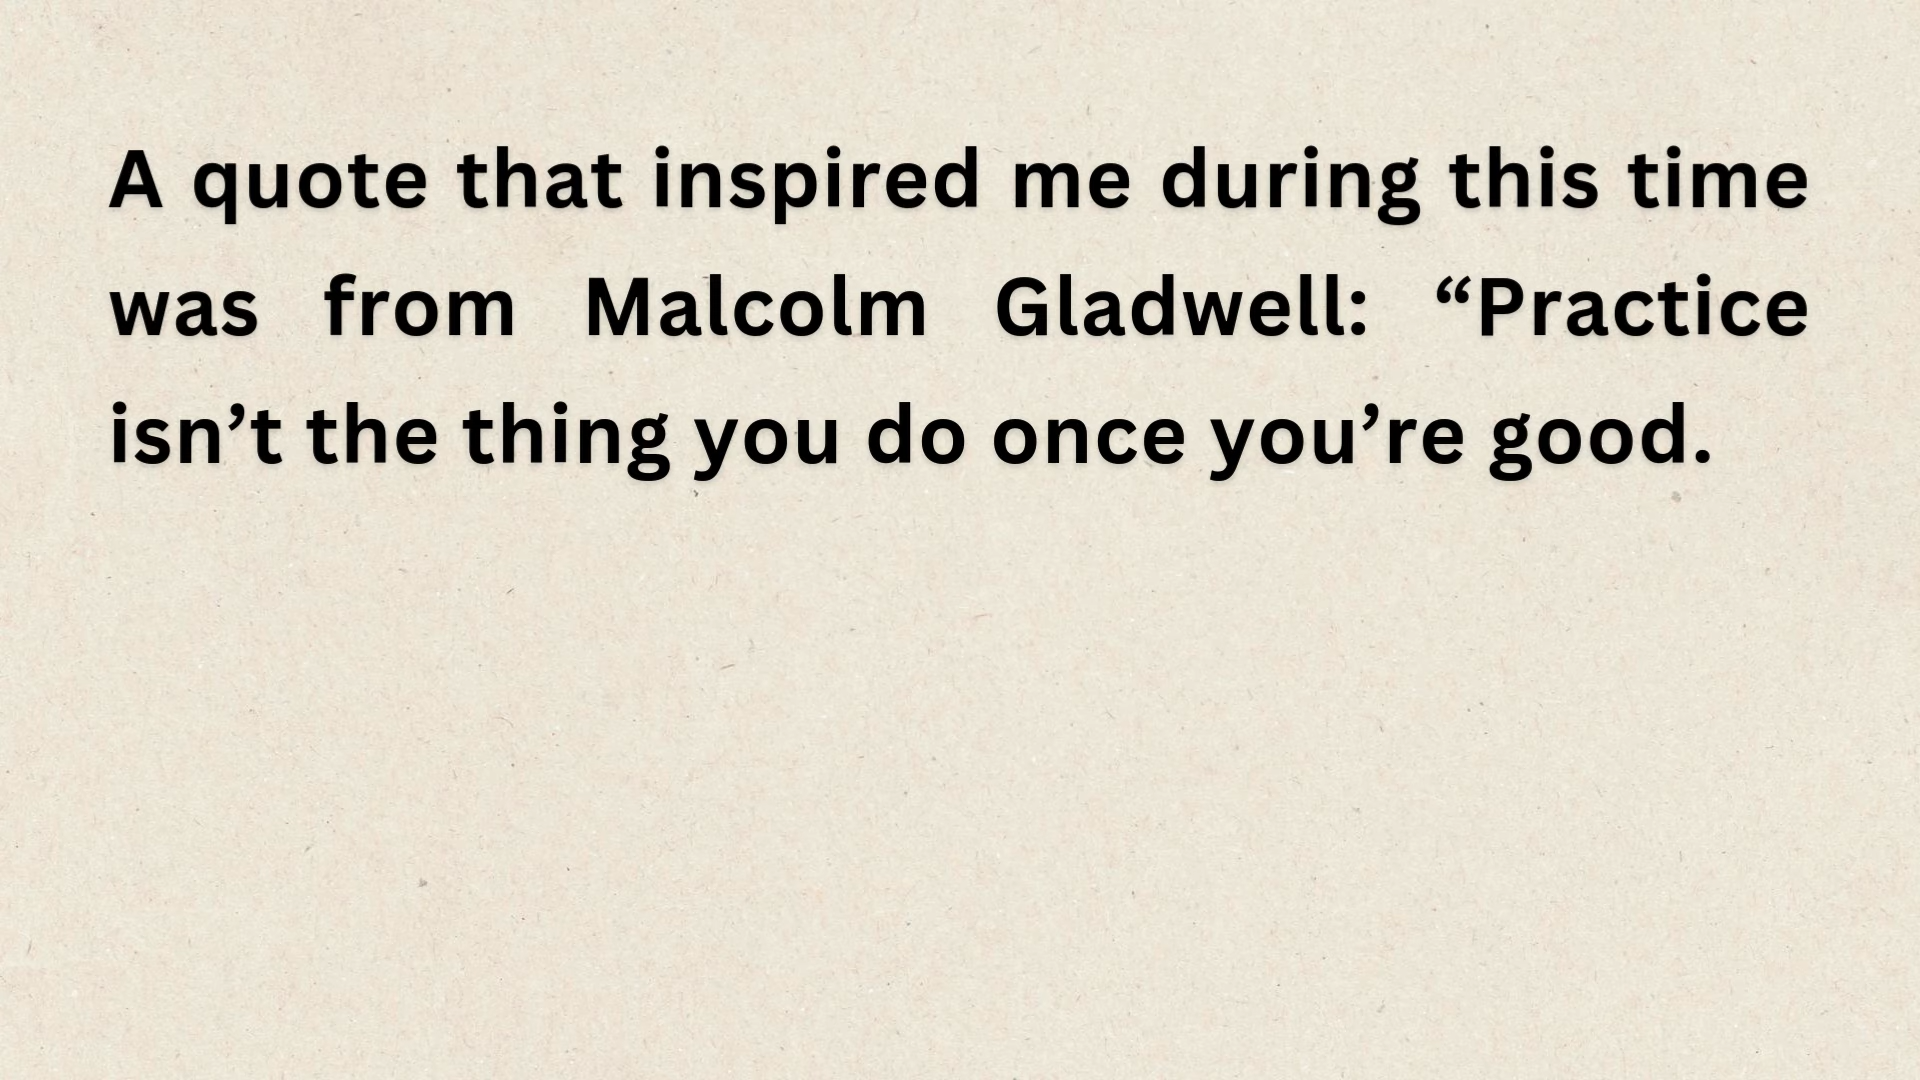 A quote that inspired me during this time
was from Malcolm Gladwell: “Practice
isn’t the thing you do once you’re good.